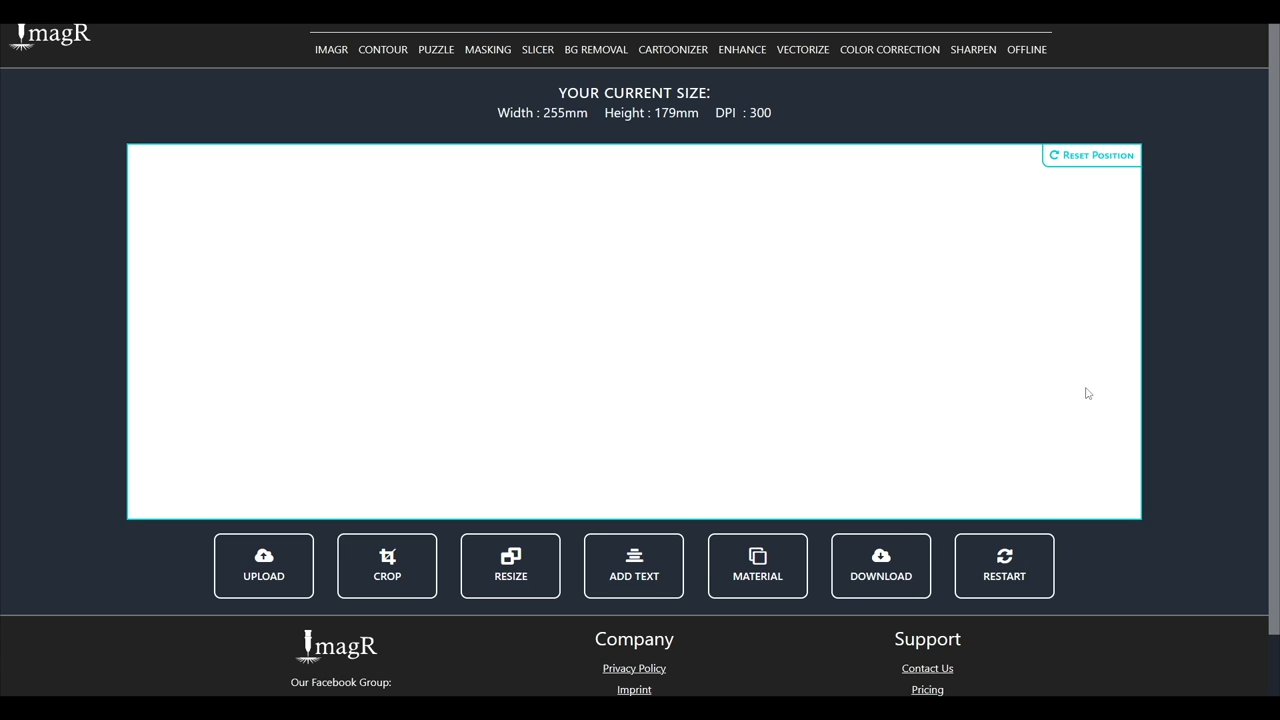 ImagR
IMAGR CONTOUR PUZZLE MASKING SLICER BG REMOVAL CARTOONIZER ENHANCE VECTORIZE COLOR CORRECTION SHARPEN OFFLINE
YOUR CURRENT SIZE:
Width : 255mm Height : 179mm DPI : 300
Reset Position
UPLOAD CROP RESIZE ADD TEXT MATERIAL DOWNLOAD RESTART
ImagR Company Support
Privacy Policy Contact Us
Our Facebook Group:
Imprint Pricing